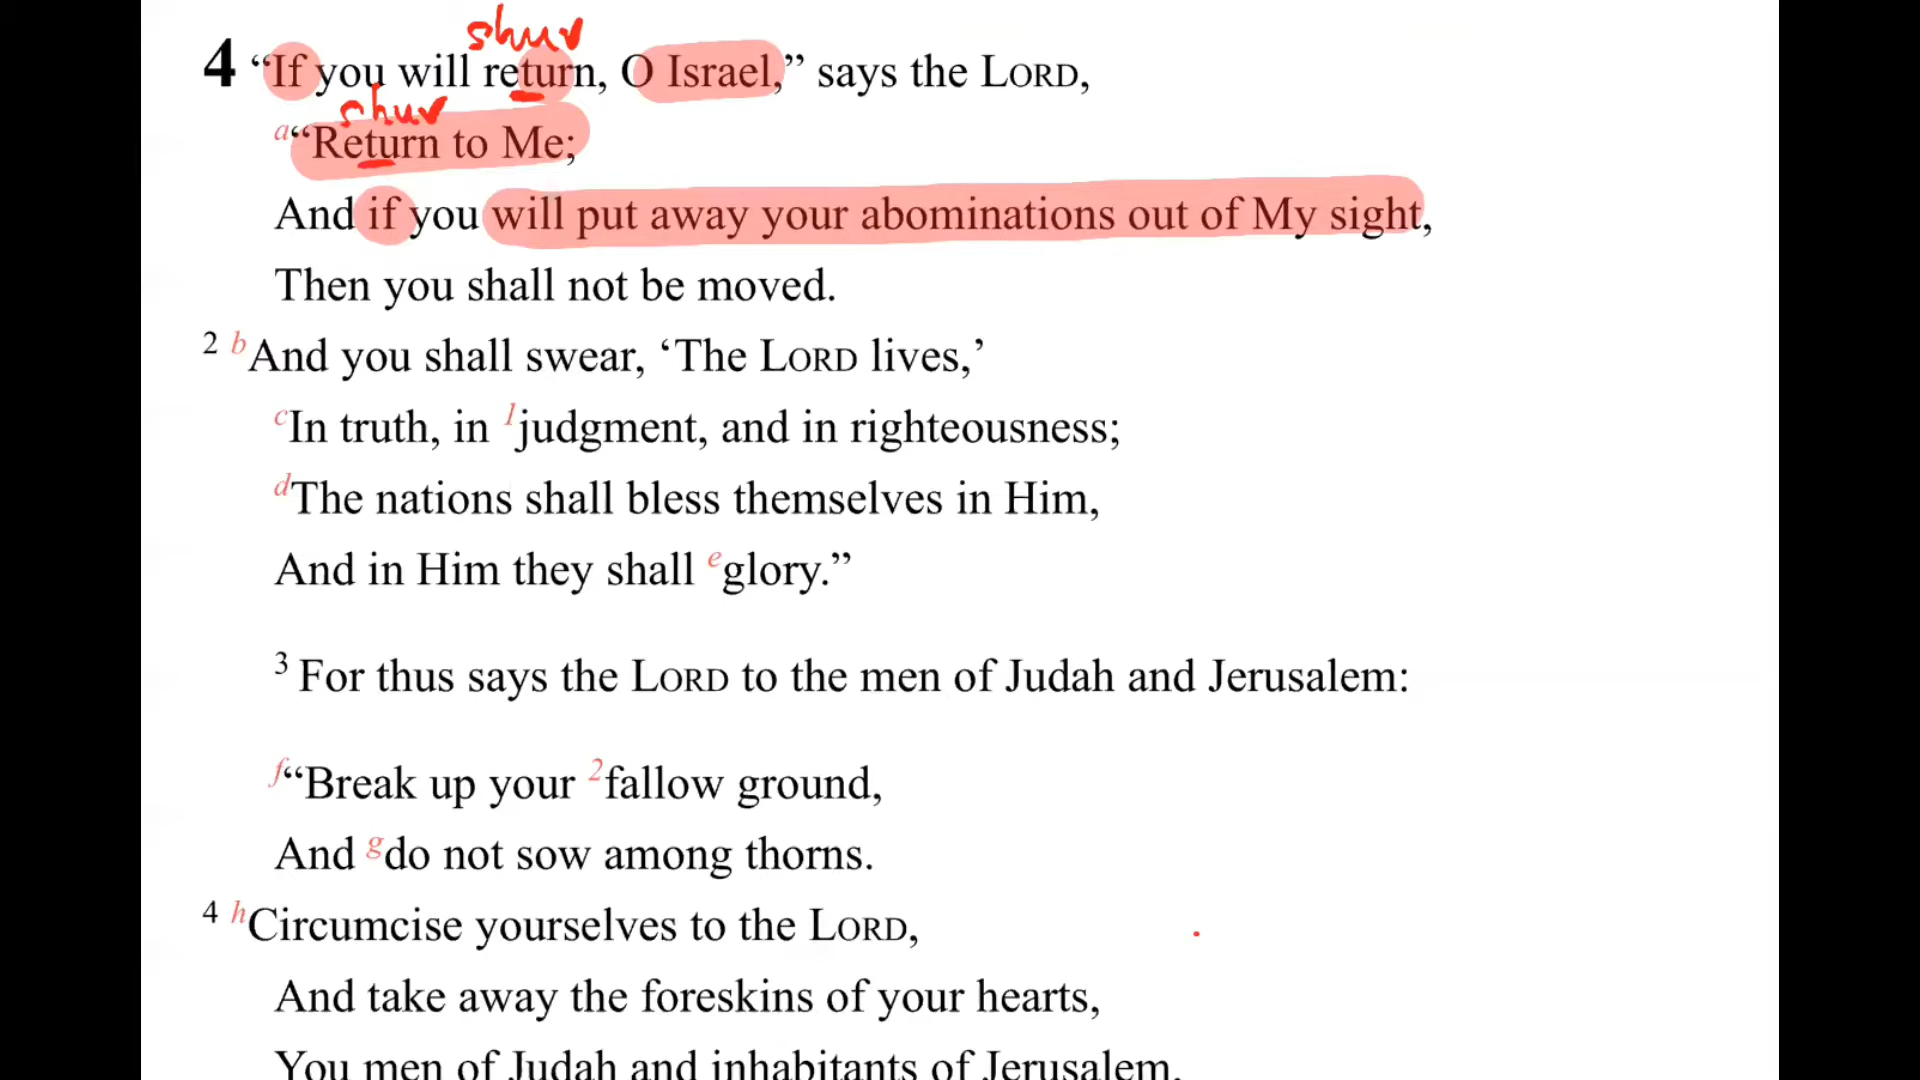 shuv
4 “If you will return, O Israel,” says the LORD,
shuv
a“Return to Me;
And if you will put away your abominations out of My sight,
Then you shall not be moved.
2 b And you shall swear, ‘The LORD lives,’
cIn truth, in 1judgment, and in righteousness;
dThe nations shall bless themselves in Him,
And in Him they shall eglory.”
3 For thus says the LORD to the men of Judah and Jerusalem:
f“Break up your 2fallow ground,
And gdo not sow among thorns.
4 h Circumcise yourselves to the LORD,
And take away the foreskins of your hearts,
You men of Judah and inhabitants of Jerusalem,